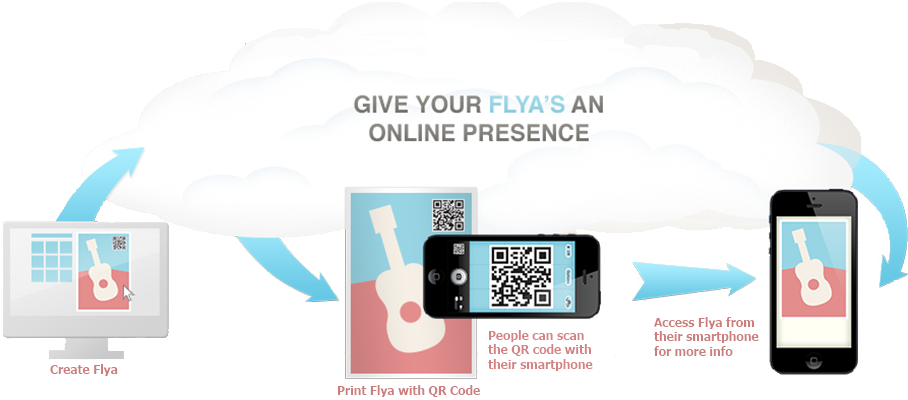 GIVE YOUR FLYA'S AN
ONLINE PRESENCE
Create Flya
Print Flya with QR Code
People can scan
the QR code with
their smartphone
Access Flya from
their smartphone
for more info